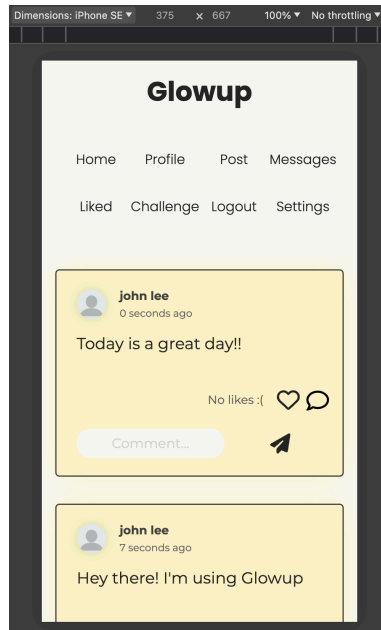 Dimensions: iPhone SE ▼ 375 × 667 100% ▼ No throttling ▼
Glowup
Home Profile Post Messages
Liked Challenge Logout Settings
john lee
0 seconds ago
Today is a great day!!
No likes :(
Comment...
john lee
7 seconds ago
Hey there! I'm using Glowup